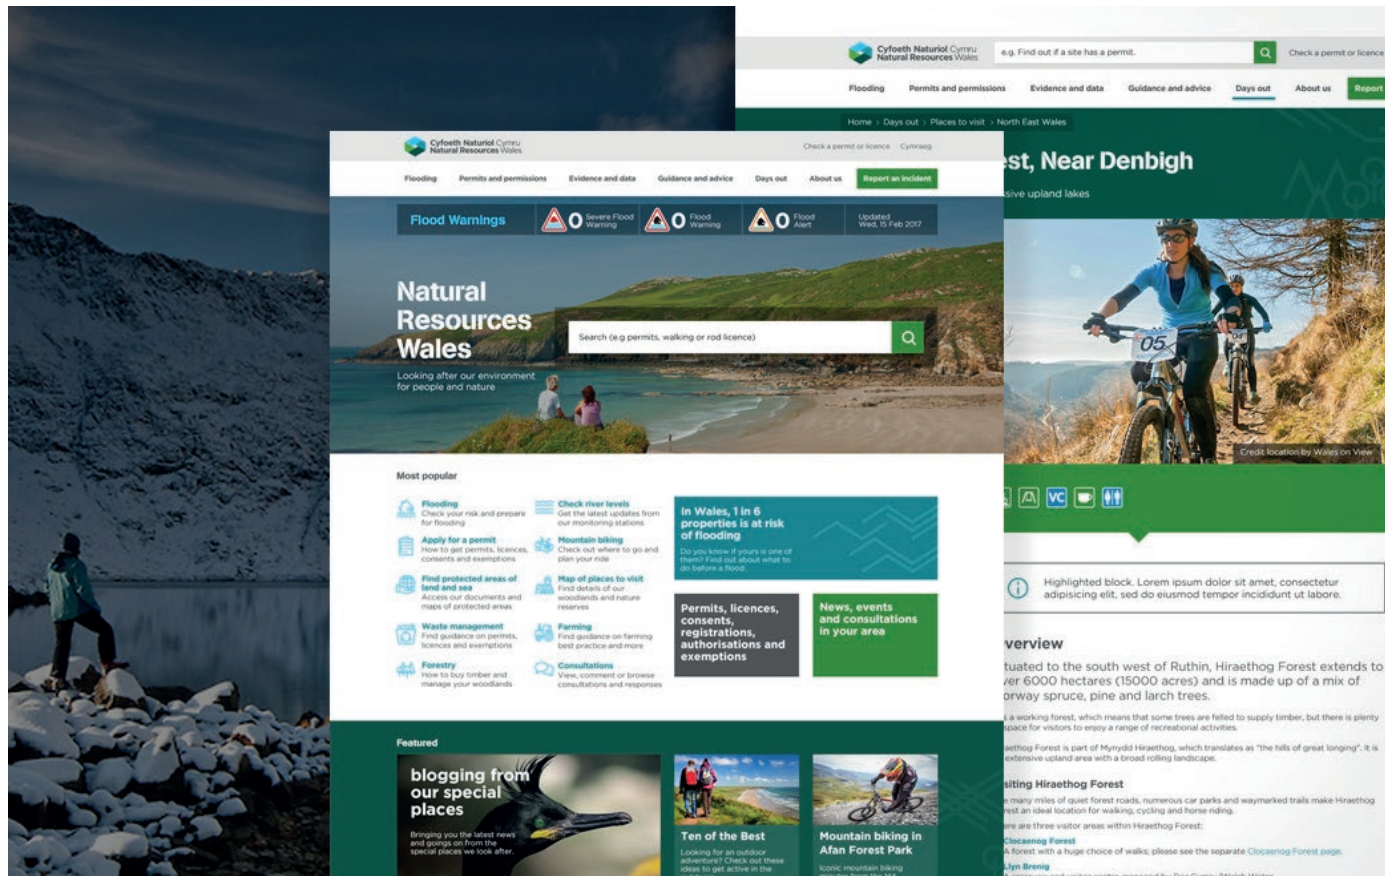 Cyfoeth Naturiol Cymru
Natural Resources Wales
e.g. Find out if a site has a permit.
Check a permit or licence
Flooding
Permits and permissions
Evidence and data
Guidance and advice
Days out
About us
Report
Home > Days out > Places to visit > North East Wales
est, Near Denbigh
sive upland lakes
05
04
Credit location by Wales on View
VC
Highlighted block. Lorem ipsum dolor sit amet, consectetur
adipisicing elit, sed do eiusmod tempor incididunt ut labore.
verview
tuated to the south west of Ruthin, Hiraethog Forest extends to
ver 6000 hectares (15000 acres) and is made up of a mix of
orway spruce, pine and larch trees.
s a working forest, which means that some trees are felled to supply timber, but there is plenty
space for visitors to enjoy a range of recreational activities.
aethog Forest is part of Mynydd Hiraethog, which translates as "the hills of great longing". It is
extensive upland area with a broad rolling landscape.
siting Hiraethog Forest
e many miles of quiet forest roads, numerous car parks and waymarked trails make Hiraethog
rest an ideal location for walking, cycling and horse riding.
ere are three visitor areas within Hiraethog Forest:
Clocaenog Forest
A forest with a huge choice of walks; please see the separate Clocaenog Forest page.
Llyn Brenig
Cyfoeth Naturiol Cymru
Natural Resources Wales
Check a permit or licence
Cymraeg
Flooding
Permits and permissions
Evidence and data
Guidance and advice
Days out
About us
Report an incident
Flood Warnings
0 Severe Flood
Warning
0 Flood
Warning
0 Flood
Alert
Updated
Wed, 15 Feb 2017
Natural
Resources
Wales
Looking after our environment
for people and nature
Search (e.g permits, walking or rod licence)
Most popular
Flooding
Check your risk and prepare
for flooding
Apply for a permit
How to get permits, licences,
consents and exemptions
Find protected areas of
land and sea
Access our documents and
maps of protected areas
Waste management
Find guidance on permits,
licences and exemptions
Forestry
How to buy timber and
manage your woodlands
Check river levels
Get the latest updates from
our monitoring stations
Mountain biking
Check out where to go and
plan your ride
Map of places to visit
Find details of our
woodlands and nature
reserves
Farming
Find guidance on farming
best practice and more
Consultations
View, comment or browse
consultations and responses
In Wales, 1 in 6
properties is at risk
of flooding
Do you know if yours is one of
them? Find out about what to
do before a flood.
Permits, licences,
consents,
registrations,
authorisations and
exemptions
News, events
and consultations
in your area
Featured
blogging from
our special
places
Bringing you the latest news
and goings on from the
special places we look after.
Ten of the Best
Looking for an outdoor
adventure? Check out these
ideas to get active in the
Mountain biking in
Afan Forest Park
Iconic mountain biking